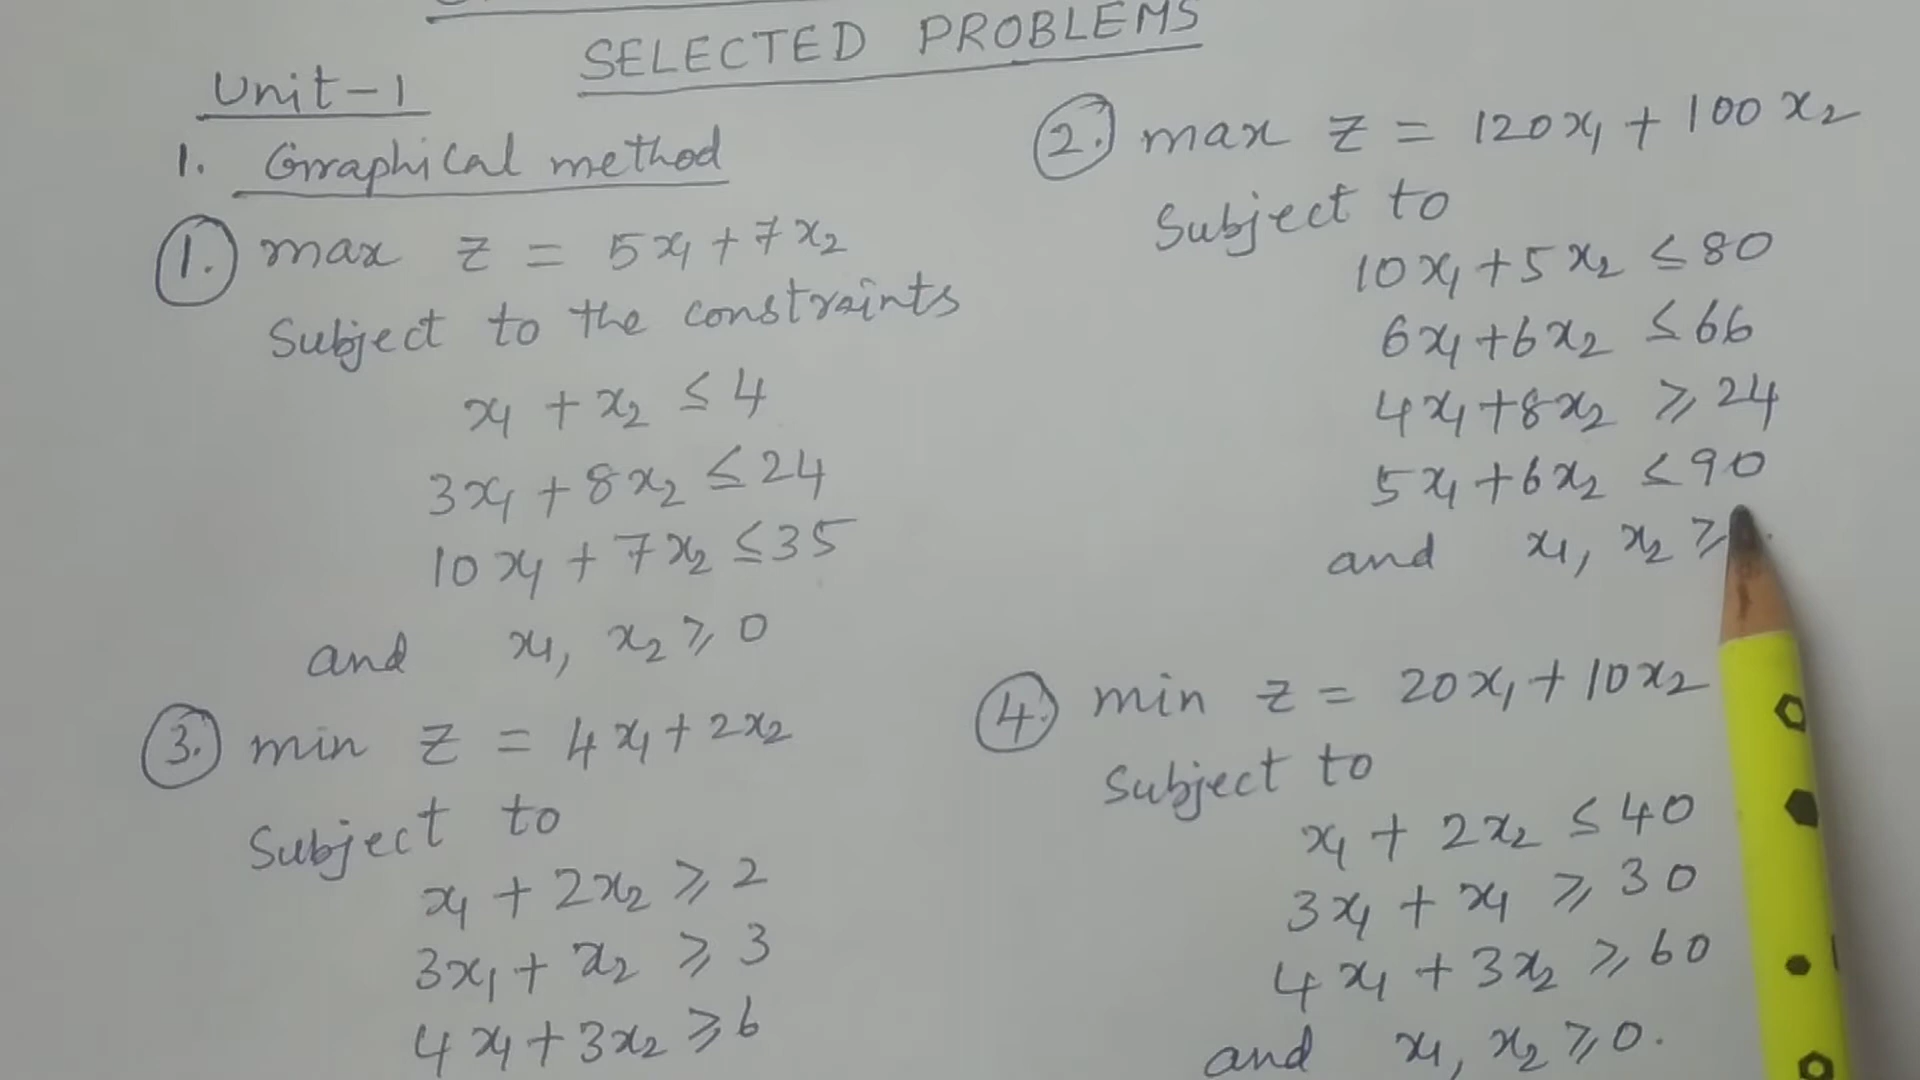 SELECTED PROBLEMS
Unit-1
1. Graphical method
1. max z = 5x₁ + 7x₂
Subject to the constraints
x₁ + x₂ ≤ 4
3x₁ + 8x₂ ≤ 24
10x₁ + 7x₂ ≤ 35
and x₁, x₂ ≥ 0
2. max z = 120x₁ + 100x₂
Subject to
10x₁ + 5x₂ ≤ 80
6x₁ + 6x₂ ≤ 66
4x₁ + 8x₂ ≥ 24
5x₁ + 6x₂ ≤ 90
and x₁, x₂ ≥
3. min z = 4x₁ + 2x₂
Subject to
x₁ + 2x₂ ≥ 2
3x₁ + x₂ ≥ 3
4x₁ + 3x₂ ≥ 6
4. min z = 20x₁ + 10x₂
Subject to
x₁ + 2x₂ ≤ 40
3x₁ + x₁ ≥ 30
4x₁ + 3x₂ ≥ 60
and x₁, x₂ ≥ 0.